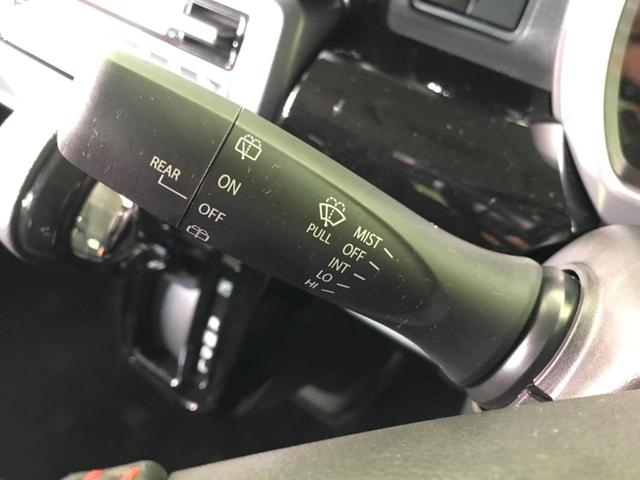 REAR
ON
OFF
PULL
MIST
OFF
INT
LO
HI